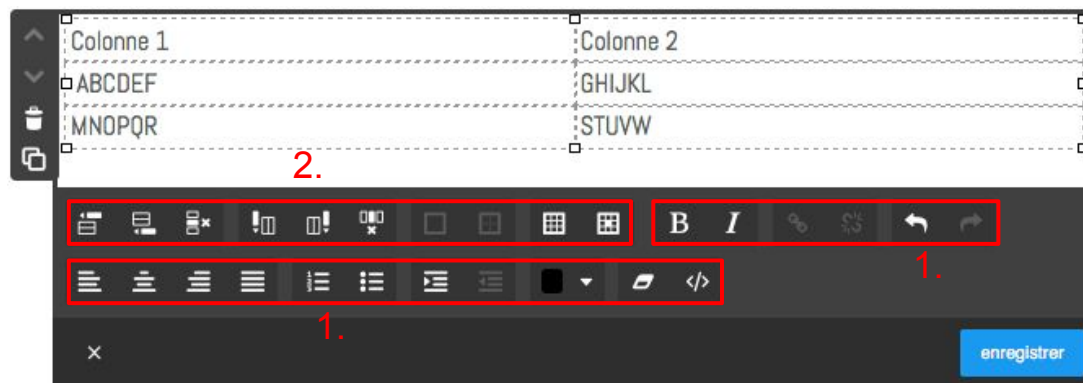 Colonne 1 Colonne 2
ABCDEF GHIJKL
MNOPQR STUVW
2.
B I
1.
1.
enregistrer